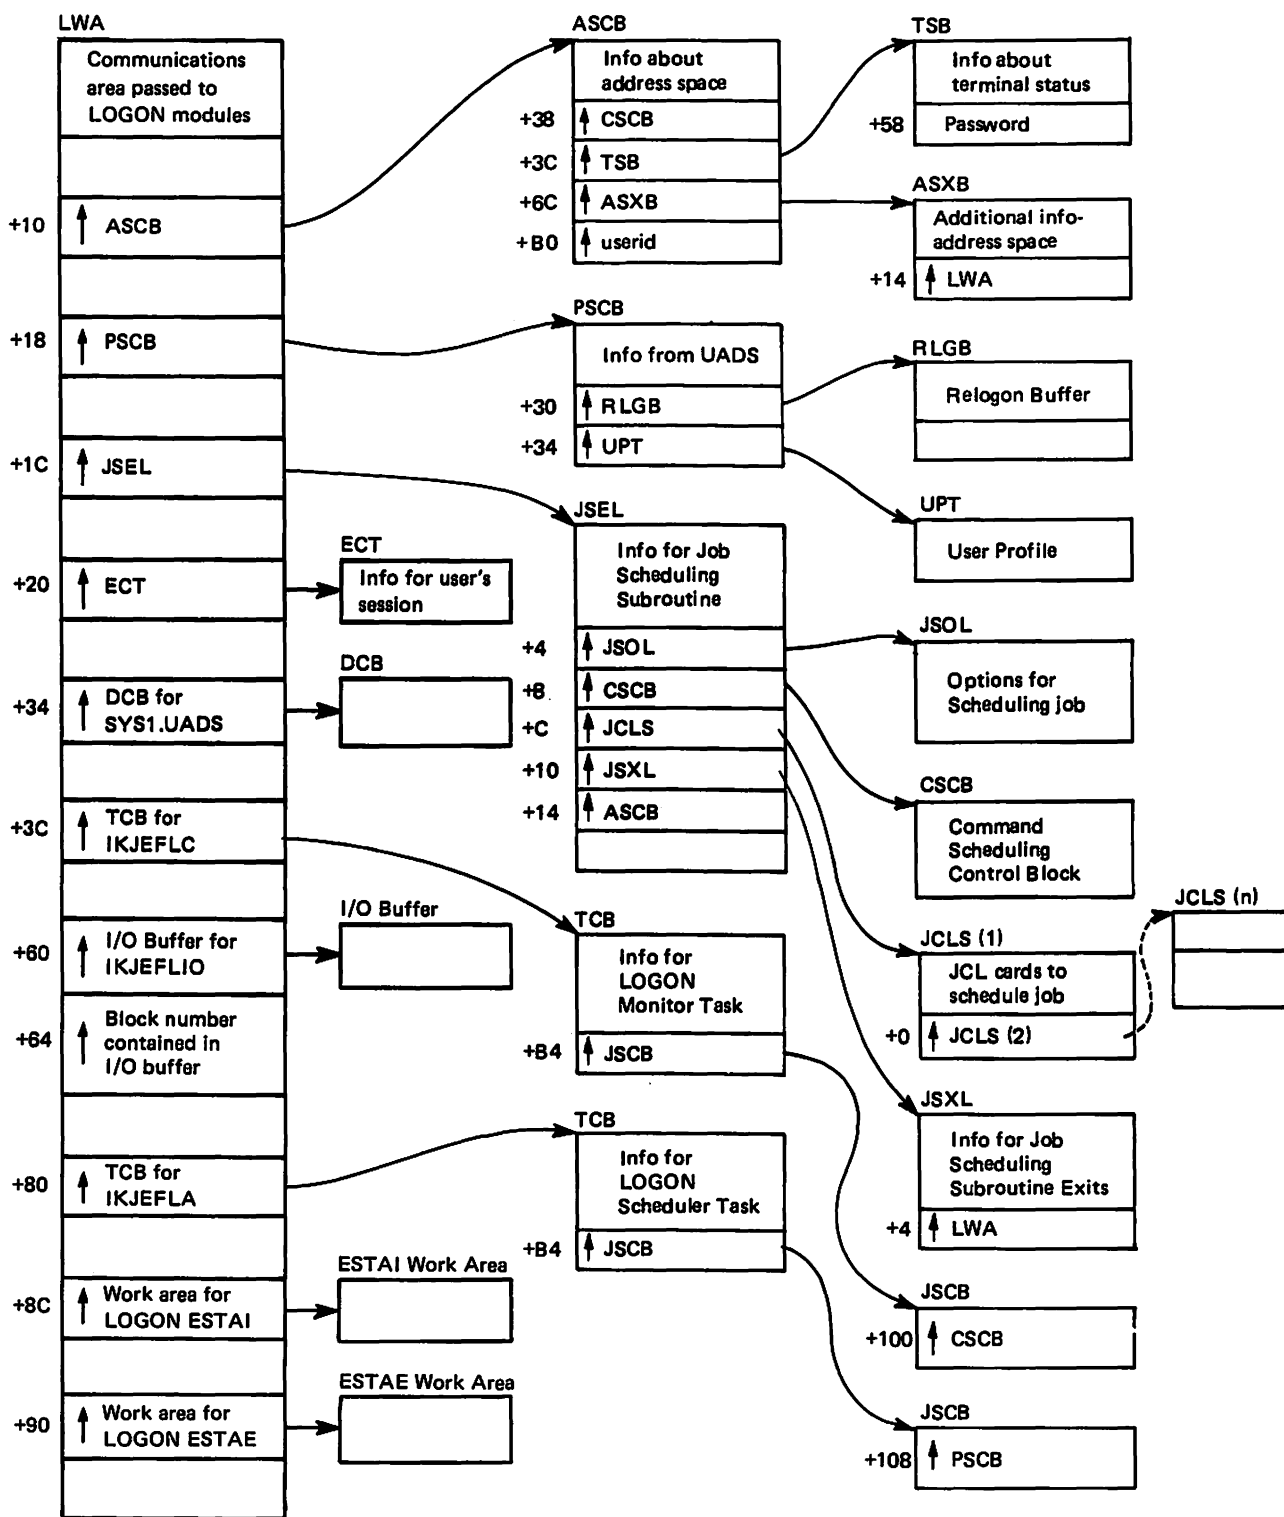 LWA
Communications
area passed to
LOGON modules
+10
ASCB
+18
PSCB
+1C
JSEL
+20
ECT
+34
DCB for
SYS1.UADS
+3C
TCB for
IKJEFLC
+60
I/O Buffer for
IKJEFLIO
+64
Block number
contained in
I/O buffer
+80
TCB for
IKJEFLA
+8C
Work area for
LOGON ESTAI
+90
Work area for
LOGON ESTAE
ECT
Info for user's
session
DCB
I/O Buffer
ESTAI Work Area
ESTAE Work Area
ASCB
Info about
address space
+38
CSCB
+3C
TSB
+6C
ASXB
+B0
userid
PSCB
Info from UADS
+30
RLGB
+34
UPT
JSEL
Info for Job
Scheduling
Subroutine
+4
JSOL
+8
CSCB
+C
JCLS
+10
JSXL
+14
ASCB
TCB
Info for
LOGON
Monitor Task
+B4
JSCB
TCB
Info for
LOGON
Scheduler Task
+B4
JSCB
TSB
Info about
terminal status
+58
Password
ASXB
Additional info-
address space
+14
LWA
RLGB
Relogon Buffer
UPT
User Profile
JSOL
Options for
Scheduling job
CSCB
Command
Scheduling
Control Block
JCLS (1)
JCL cards to
schedule job
+0
JCLS (2)
JCLS (n)
JSXL
Info for Job
Scheduling
Subroutine Exits
+4
LWA
JSCB
+100
CSCB
JSCB
+108
PSCB